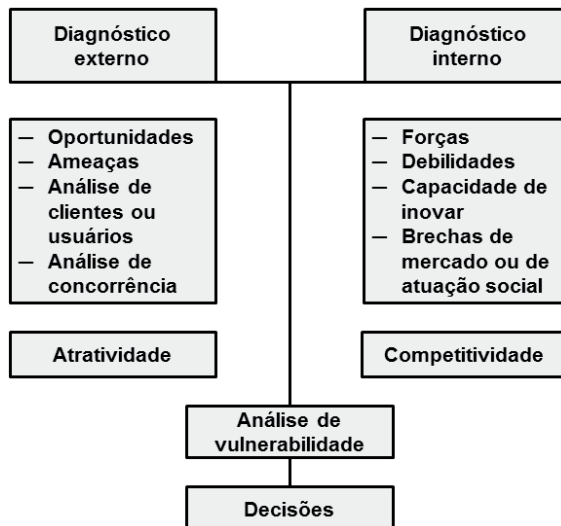 Diagnóstico
externo
Diagnóstico
interno
— Oportunidades
— Ameaças
— Análise de
clientes ou
usuários
— Análise de
concorrência
— Forças
— Debilidades
— Capacidade de
inovar
— Brechas de
mercado ou de
atuação social
Atratividade
Competitividade
Análise de
vulnerabilidade
Decisões